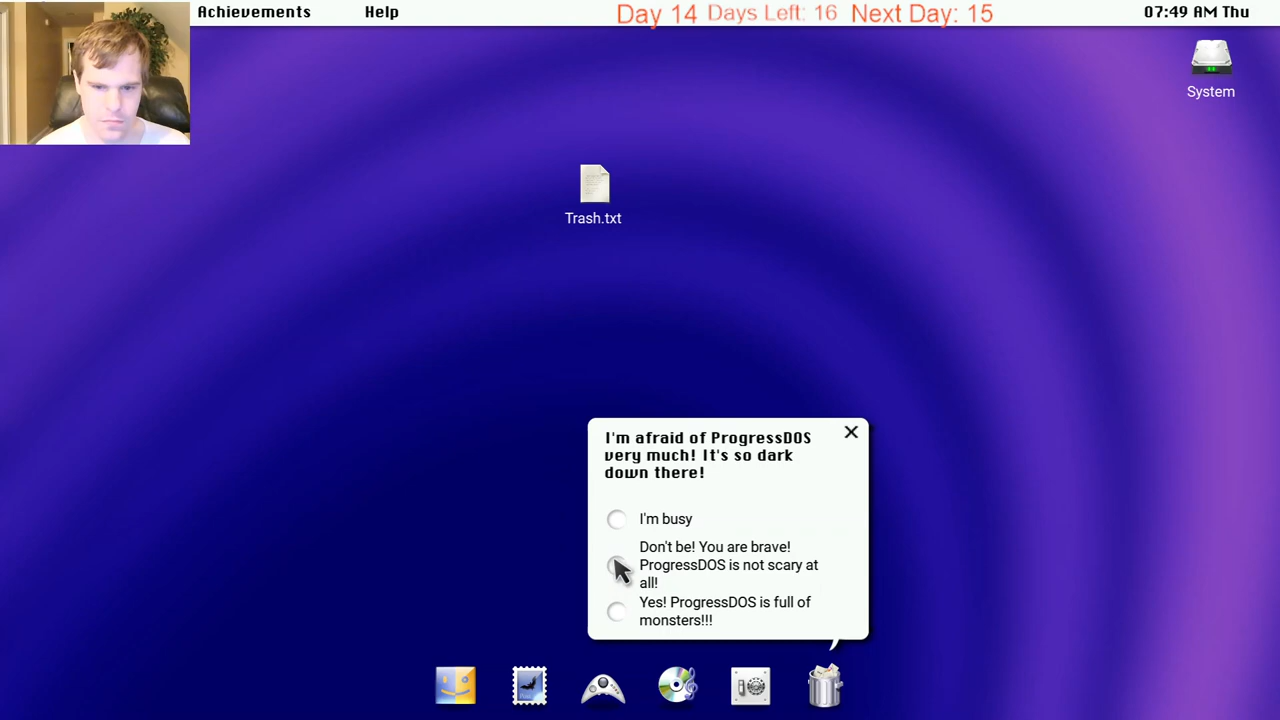 Achievements
Help
Day 14 Days Left: 16 Next Day: 15
07:49 AM Thu
System
Trash.txt
I'm afraid of ProgressDOS
very much! It's so dark
down there!
I'm busy
Don't be! You are brave!
ProgressDOS is not scary at
all!
Yes! ProgressDOS is full of
monsters!!!